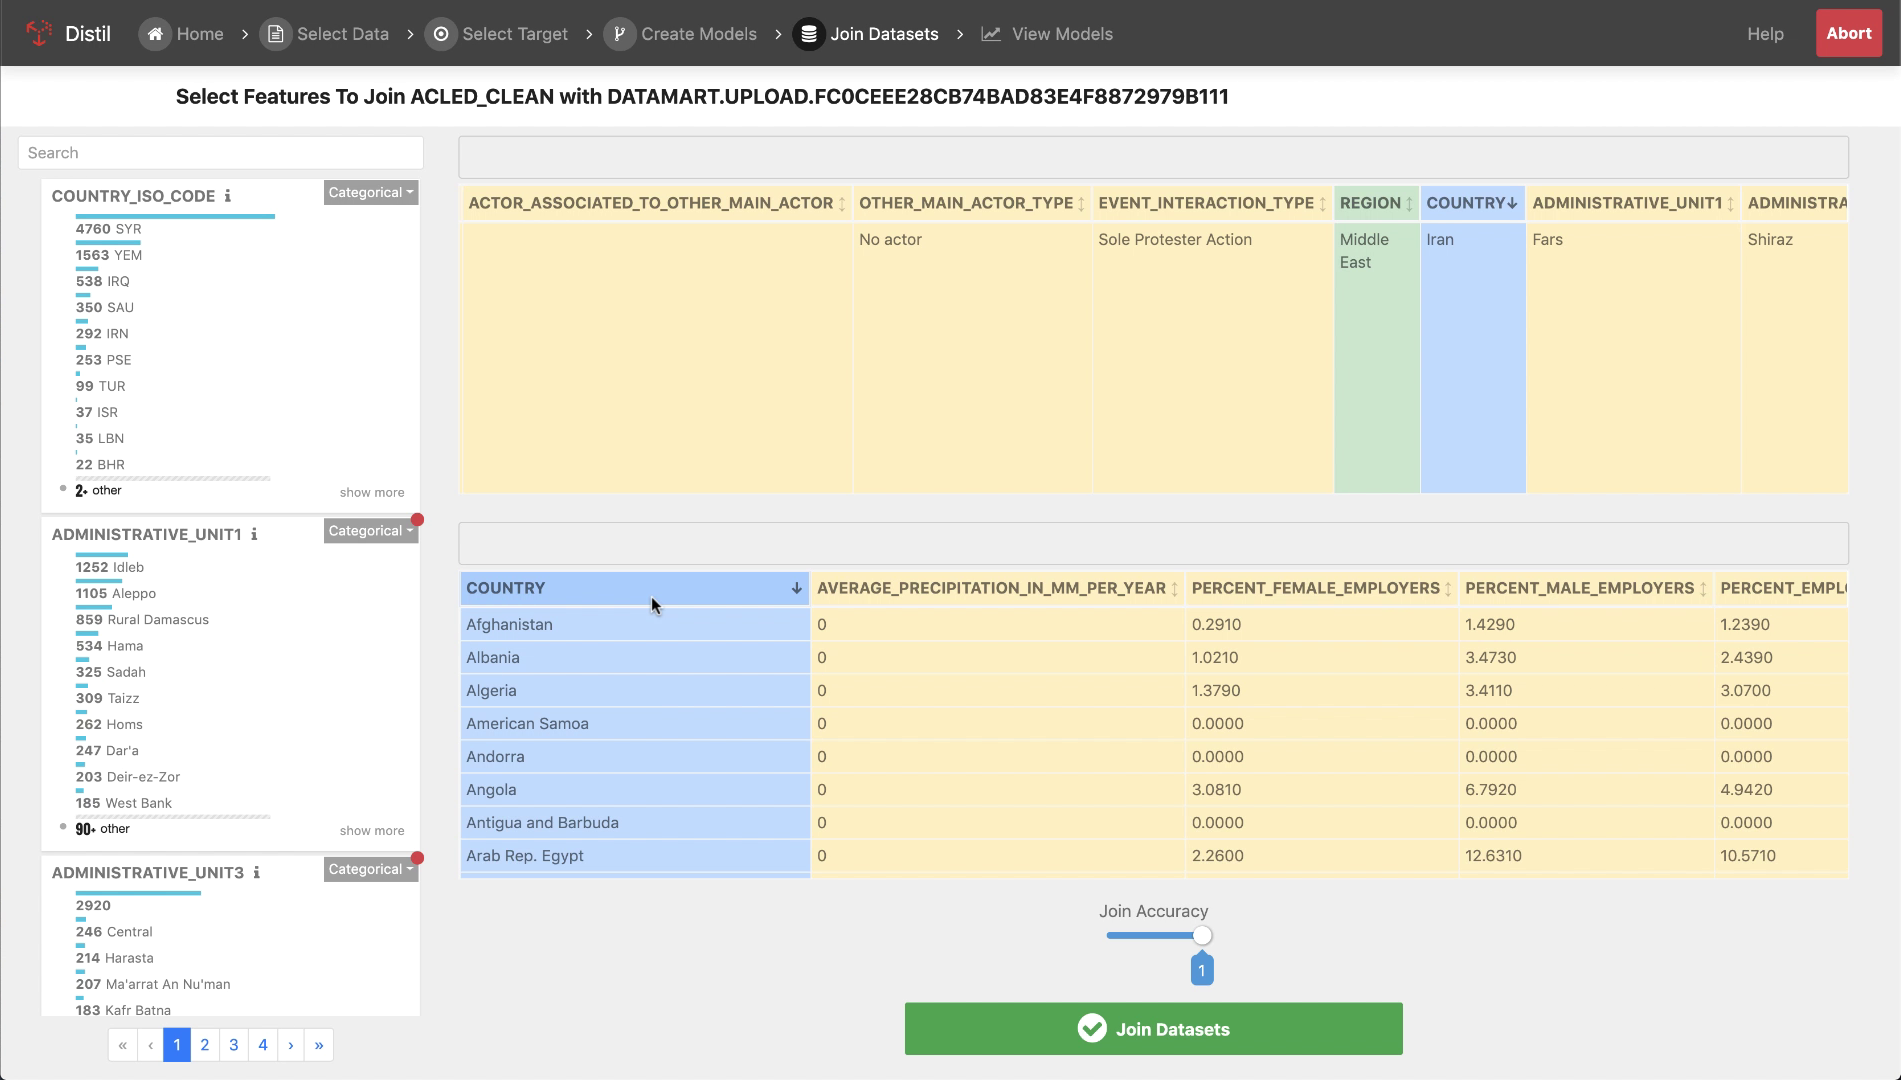 Distil Home Select Data Select Target Create Models Join Datasets View Models Help Abort
Select Features To Join ACLED_CLEAN with DATAMART.UPLOAD.FC0CEEE28CB74BAD83E4F8872979B111
Search
COUNTRY_ISO_CODE Categorical
4760 SYR
1563 YEM
538 IRQ
350 SAU
292 IRN
253 PSE
99 TUR
37 ISR
35 LBN
22 BHR
2+ other show more
ADMINISTRATIVE_UNIT1 Categorical
1252 Idleb
1105 Aleppo
859 Rural Damascus
534 Hama
325 Sadah
309 Taizz
262 Homs
247 Dar'a
203 Deir-ez-Zor
185 West Bank
90+ other show more
ADMINISTRATIVE_UNIT3 Categorical
2920
246 Central
214 Harasta
207 Ma'arrat An Nu'man
183 Kafr Batna
« ‹ 1 2 3 4 › »
ACTOR_ASSOCIATED_TO_OTHER_MAIN_ACTOR OTHER_MAIN_ACTOR_TYPE EVENT_INTERACTION_TYPE REGION COUNTRY ADMINISTRATIVE_UNIT1 ADMINISTRA
No actor Sole Protester Action Middle Iran Fars Shiraz
East
COUNTRY AVERAGE_PRECIPITATION_IN_MM_PER_YEAR PERCENT_FEMALE_EMPLOYERS PERCENT_MALE_EMPLOYERS PERCENT_EMPL
Afghanistan 0 0.2910 1.4290 1.2390
Albania 0 1.0210 3.4730 2.4390
Algeria 0 1.3790 3.4110 3.0700
American Samoa 0 0.0000 0.0000 0.0000
Andorra 0 0.0000 0.0000 0.0000
Angola 0 3.0810 6.7920 4.9420
Antigua and Barbuda 0 0.0000 0.0000 0.0000
Arab Rep. Egypt 0 2.2600 12.6310 10.5710
Join Accuracy
1
Join Datasets